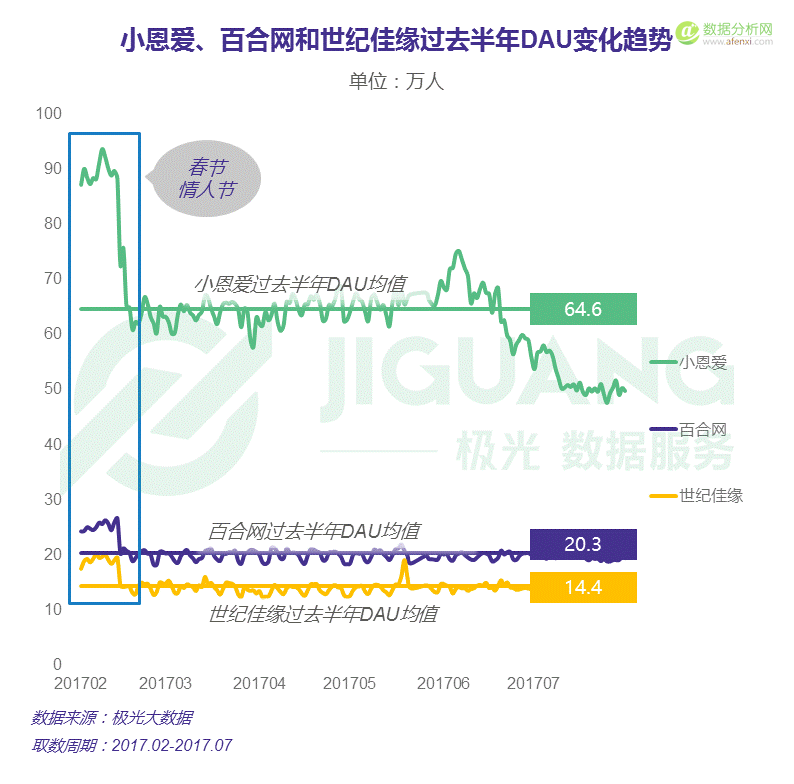 小恩爱、百合网和世纪佳缘过去半年DAU变化趋势
数据分析网
www.afenxi.com
单位：万人
100
90
80
70
60
50
40
30
20
10
0
春节
情人节
小恩爱过去半年DAU均值
64.6
JIGUANG
极光 数据服务
小恩爱
百合网
世纪佳缘
百合网过去半年DAU均值
20.3
14.4
世纪佳缘过去半年DAU均值
201702
201703
201704
201705
201706
201707
数据来源：极光大数据
取数周期：2017.02-2017.07